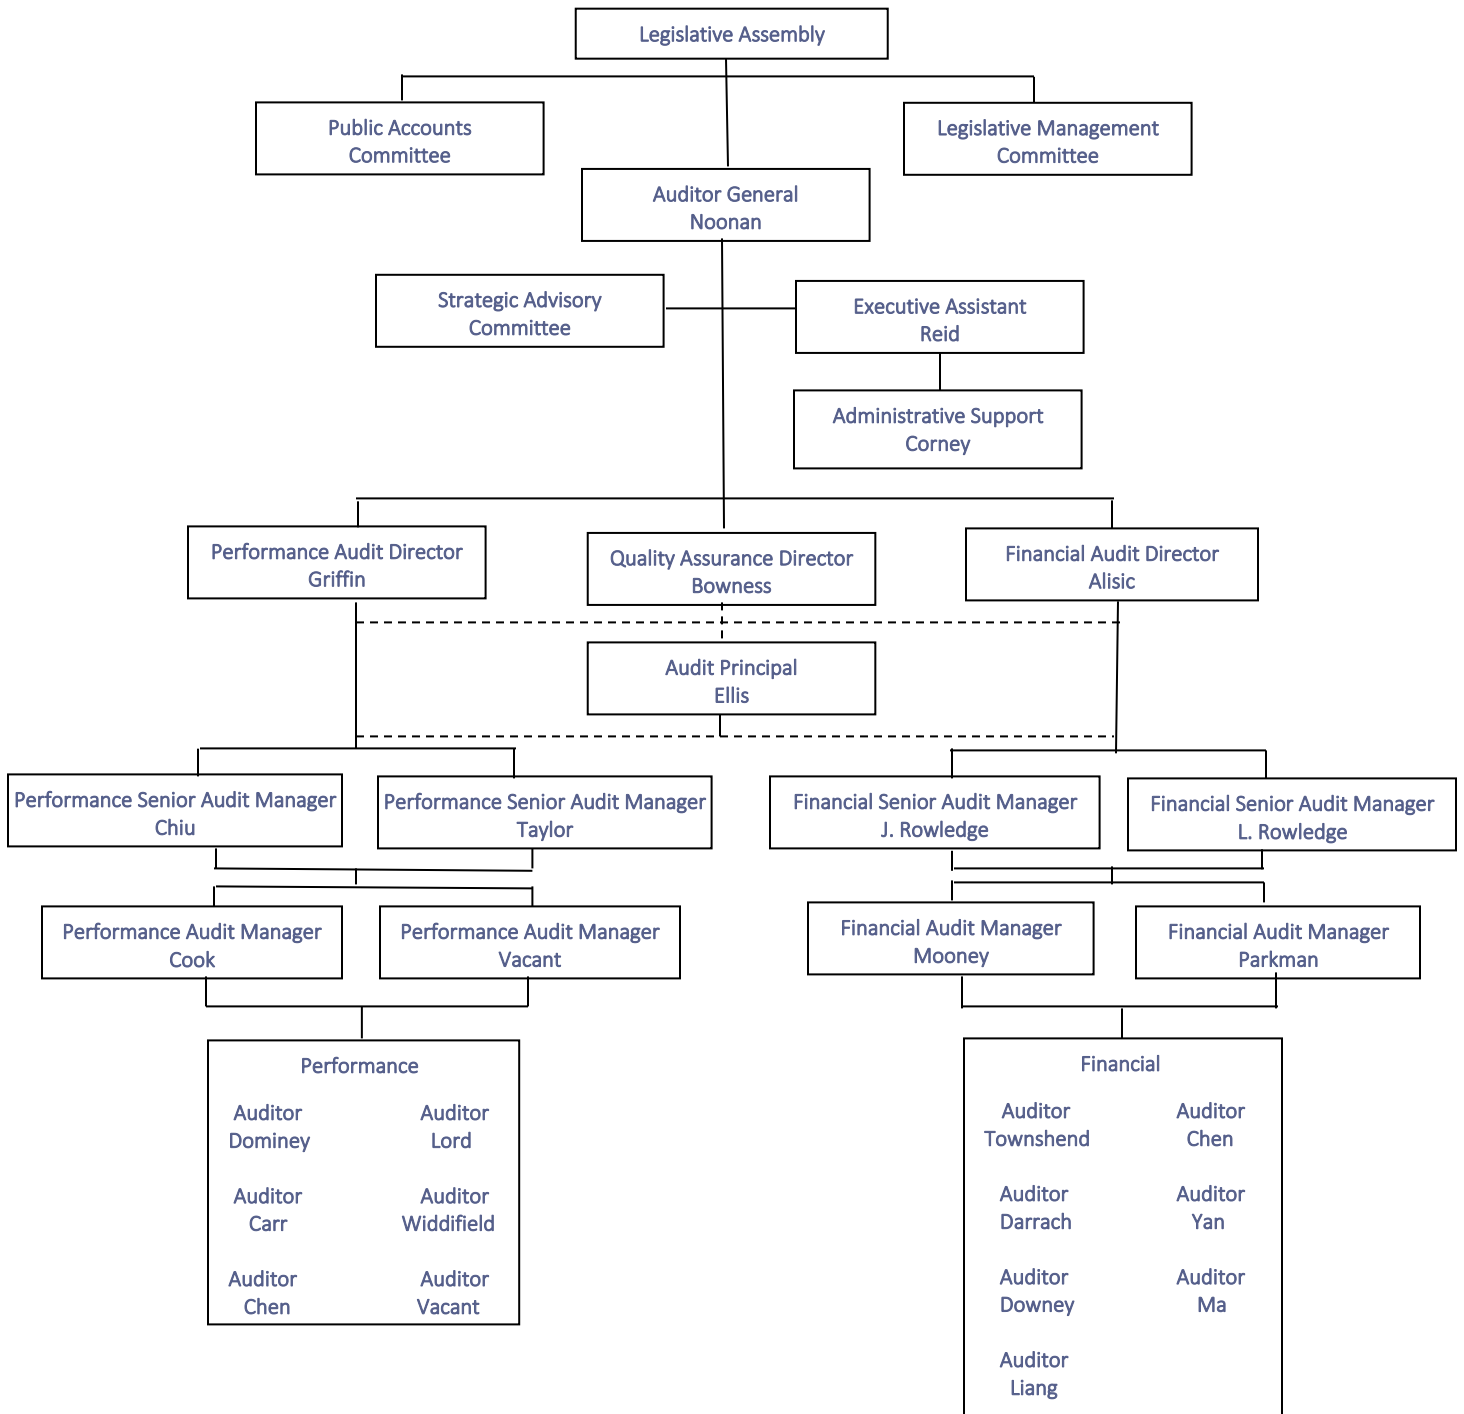 Legislative Assembly
Public Accounts
Committee
Legislative Management
Committee
Auditor General
Noonan
Strategic Advisory
Committee
Executive Assistant
Reid
Administrative Support
Corney
Performance Audit Director
Griffin
Quality Assurance Director
Bowness
Financial Audit Director
Alisic
Audit Principal
Ellis
Performance Senior Audit Manager
Chiu
Performance Senior Audit Manager
Taylor
Financial Senior Audit Manager
J. Rowledge
Financial Senior Audit Manager
L. Rowledge
Performance Audit Manager
Cook
Performance Audit Manager
Vacant
Financial Audit Manager
Mooney
Financial Audit Manager
Parkman
Performance
Auditor
Dominey
Auditor
Lord
Auditor
Carr
Auditor
Widdifield
Auditor
Chen
Auditor
Vacant
Financial
Auditor
Townshend
Auditor
Chen
Auditor
Darrach
Auditor
Yan
Auditor
Downey
Auditor
Ma
Auditor
Liang